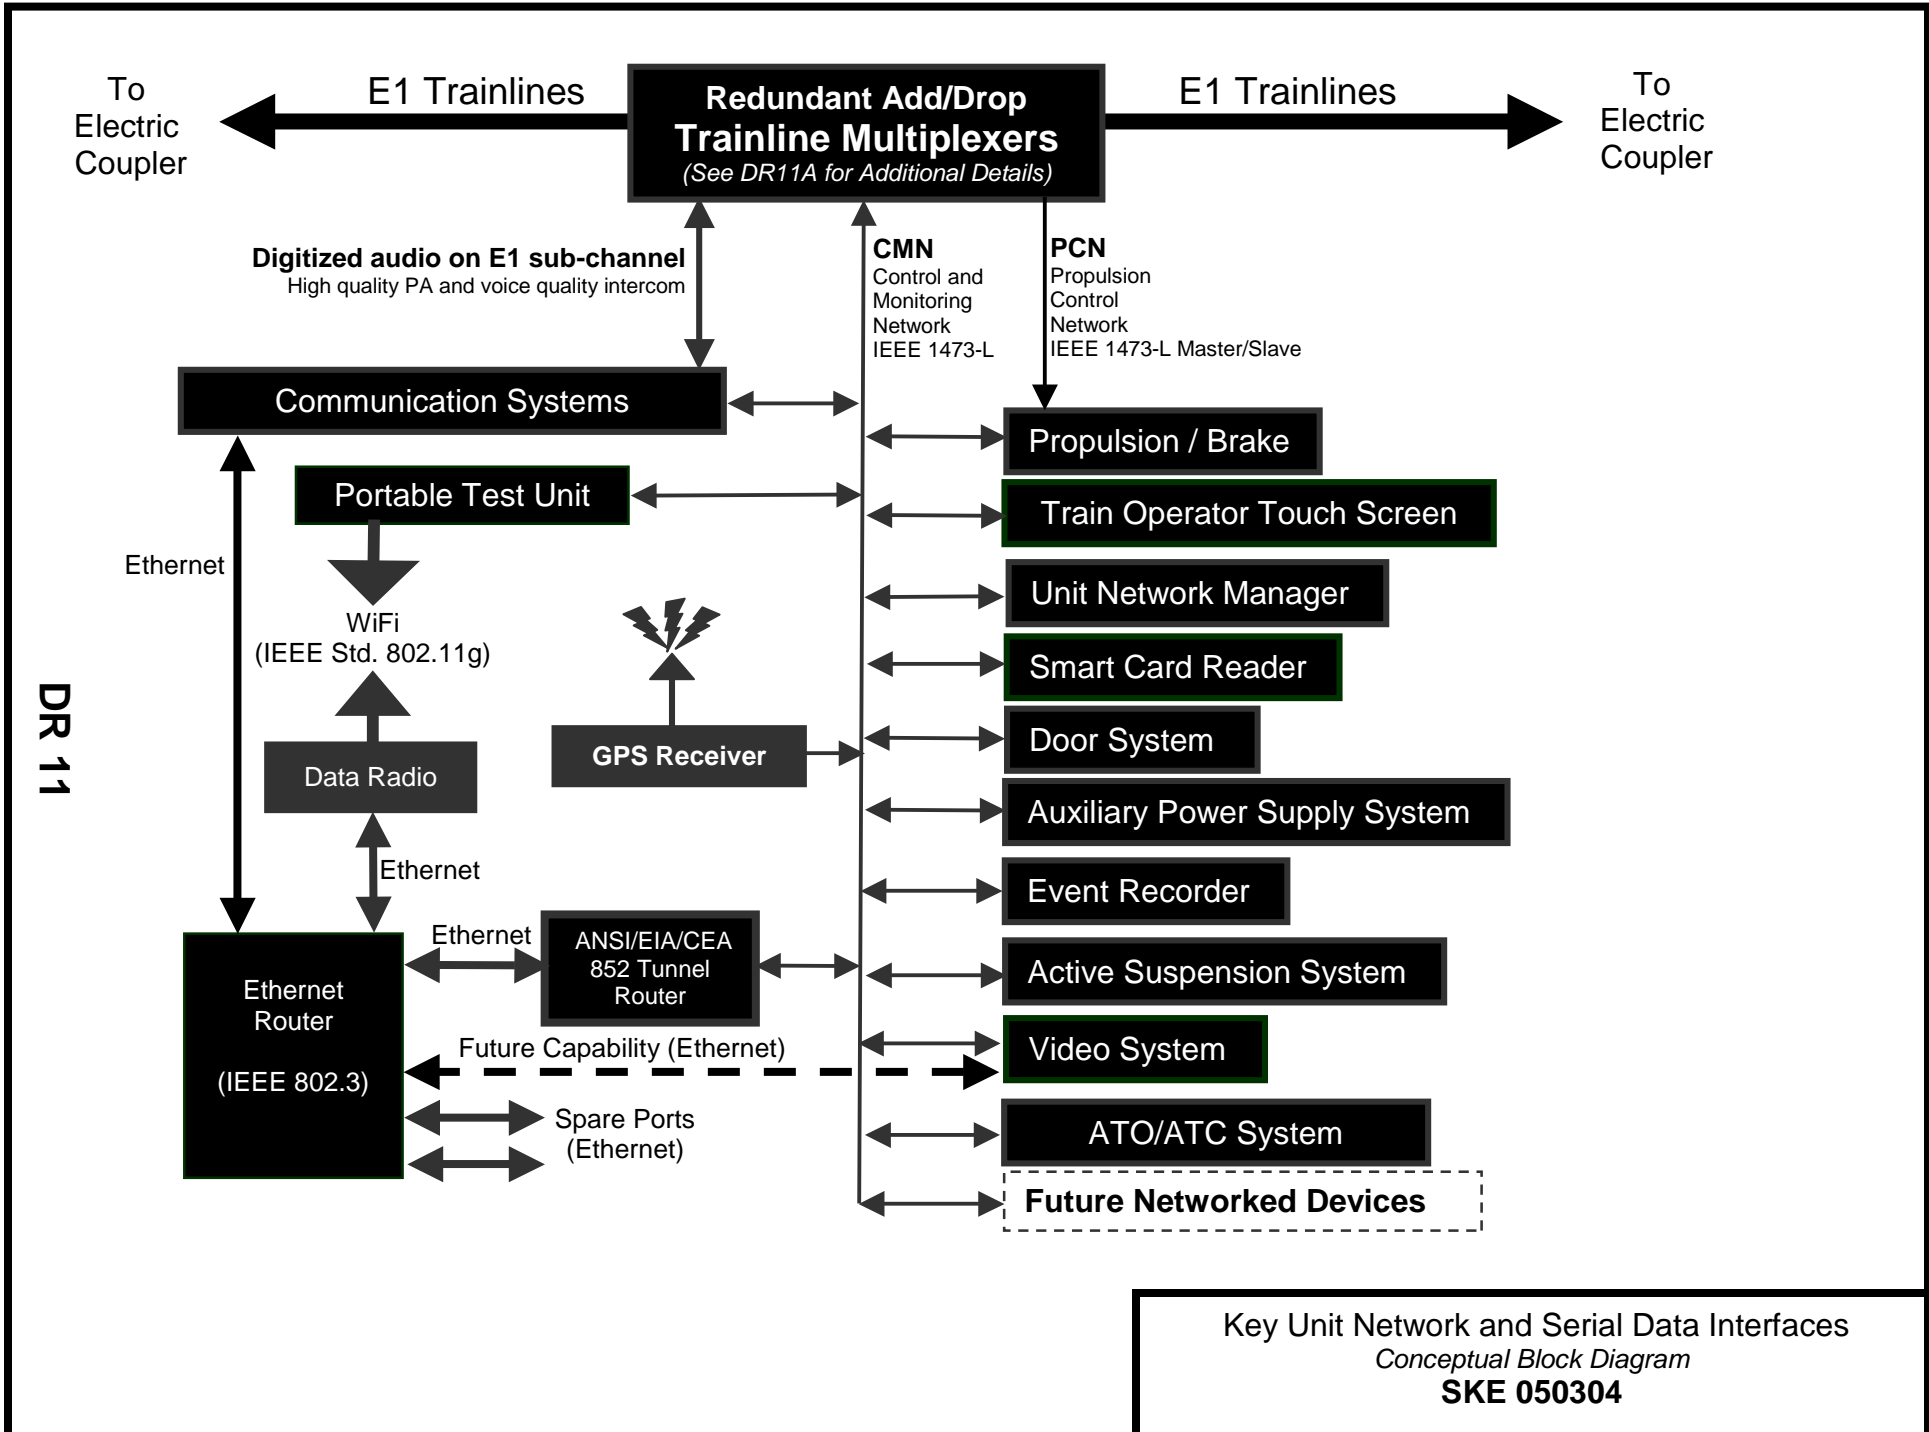 To
Electric
Coupler
E1 Trainlines
Redundant Add/Drop
Trainline Multiplexers
(See DR11A for Additional Details)
E1 Trainlines
To
Electric
Coupler
Digitized audio on E1 sub-channel
High quality PA and voice quality intercom
CMN
Control and
Monitoring
Network
IEEE 1473-L
PCN
Propulsion
Control
Network
IEEE 1473-L Master/Slave
Communication Systems
Propulsion / Brake
Portable Test Unit
Train Operator Touch Screen
Ethernet
Unit Network Manager
WiFi
(IEEE Std. 802.11g)
Smart Card Reader
DR 11
GPS Receiver
Door System
Data Radio
Auxiliary Power Supply System
Ethernet
Event Recorder
Ethernet
ANSI/EIA/CEA
852 Tunnel
Router
Active Suspension System
Ethernet
Router
(IEEE 802.3)
Future Capability (Ethernet)
Video System
Spare Ports
(Ethernet)
ATO/ATC System
Future Networked Devices
Key Unit Network and Serial Data Interfaces
Conceptual Block Diagram
SKE 050304